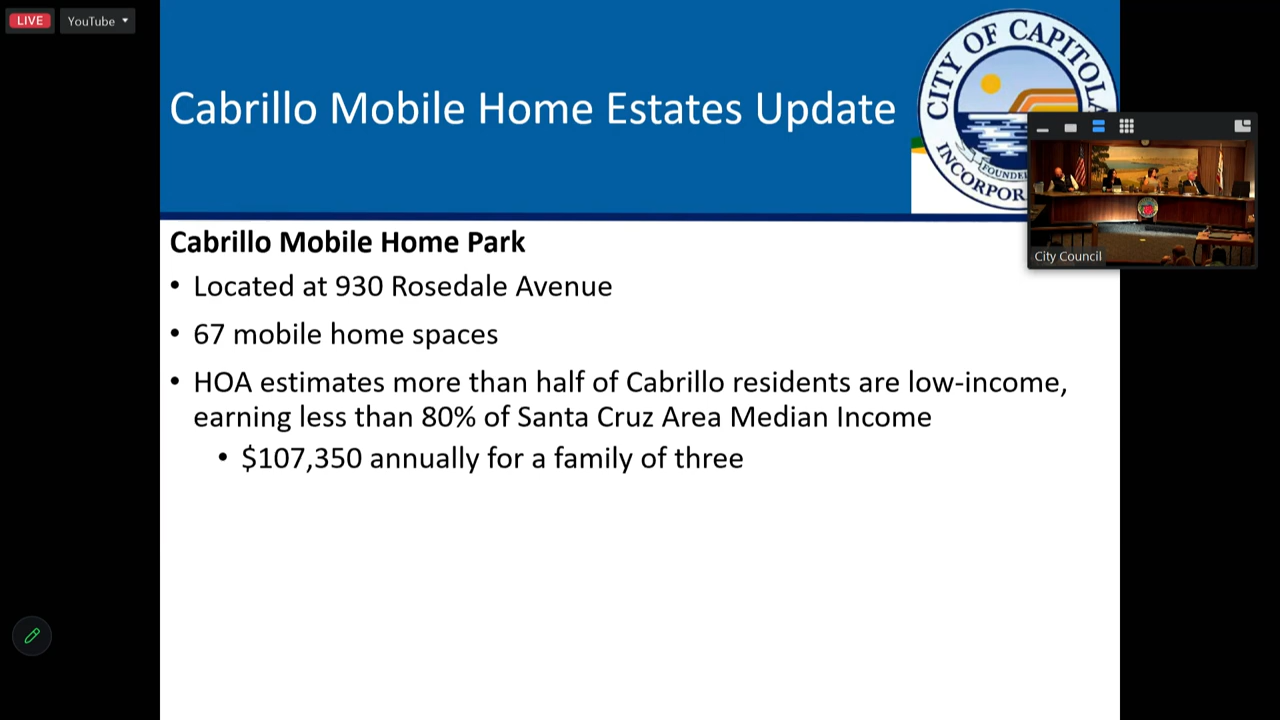 LIVE
YouTube
Cabrillo Mobile Home Estates Update
CITY OF CAPITOLA
INCORPOR
FOUNDED
City Council
Cabrillo Mobile Home Park
• Located at 930 Rosedale Avenue
• 67 mobile home spaces
• HOA estimates more than half of Cabrillo residents are low-income,
earning less than 80% of Santa Cruz Area Median Income
• $107,350 annually for a family of three